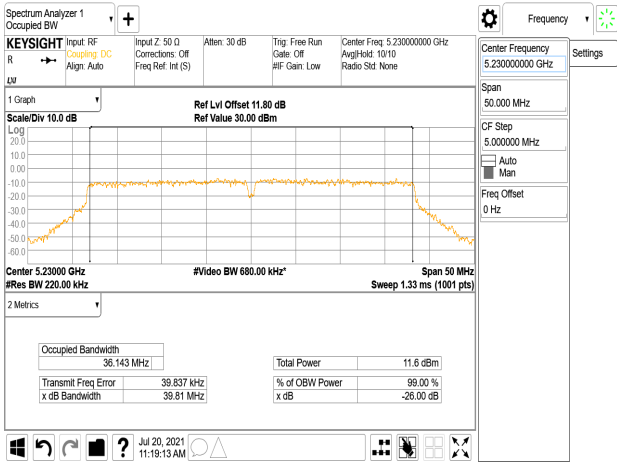 Spectrum Analyzer 1
Occupied BW
Frequency
KEYSIGHT Input: RF Input Z: 50 Ω Atten: 30 dB Trig: Free Run Center Freq: 5.230000000 GHz
R Coupling: DC Corrections: Off Gate: Off Avg|Hold: 10/10
Align: Auto Freq Ref: Int (S) #IF Gain: Low Radio Std: None
LXI
Center Frequency
5.230000000 GHz
Settings
Span
50.000 MHz
CF Step
5.000000 MHz
Auto
Man
Freq Offset
0 Hz
1 Graph
Ref Lvl Offset 11.80 dB
Scale/Div 10.0 dB Ref Value 30.00 dBm
Log
20.0
10.0
0.00
-10.0
-20.0
-30.0
-40.0
-50.0
-60.0
Center 5.23000 GHz #Video BW 680.00 kHz* Span 50 MHz
#Res BW 220.00 kHz Sweep 1.33 ms (1001 pts)
2 Metrics
Occupied Bandwidth
36.143 MHz Total Power 11.6 dBm
Transmit Freq Error 39.837 kHz % of OBW Power 99.00 %
x dB Bandwidth 39.81 MHz x dB -26.00 dB
?
Jul 20, 2021
11:19:13 AM